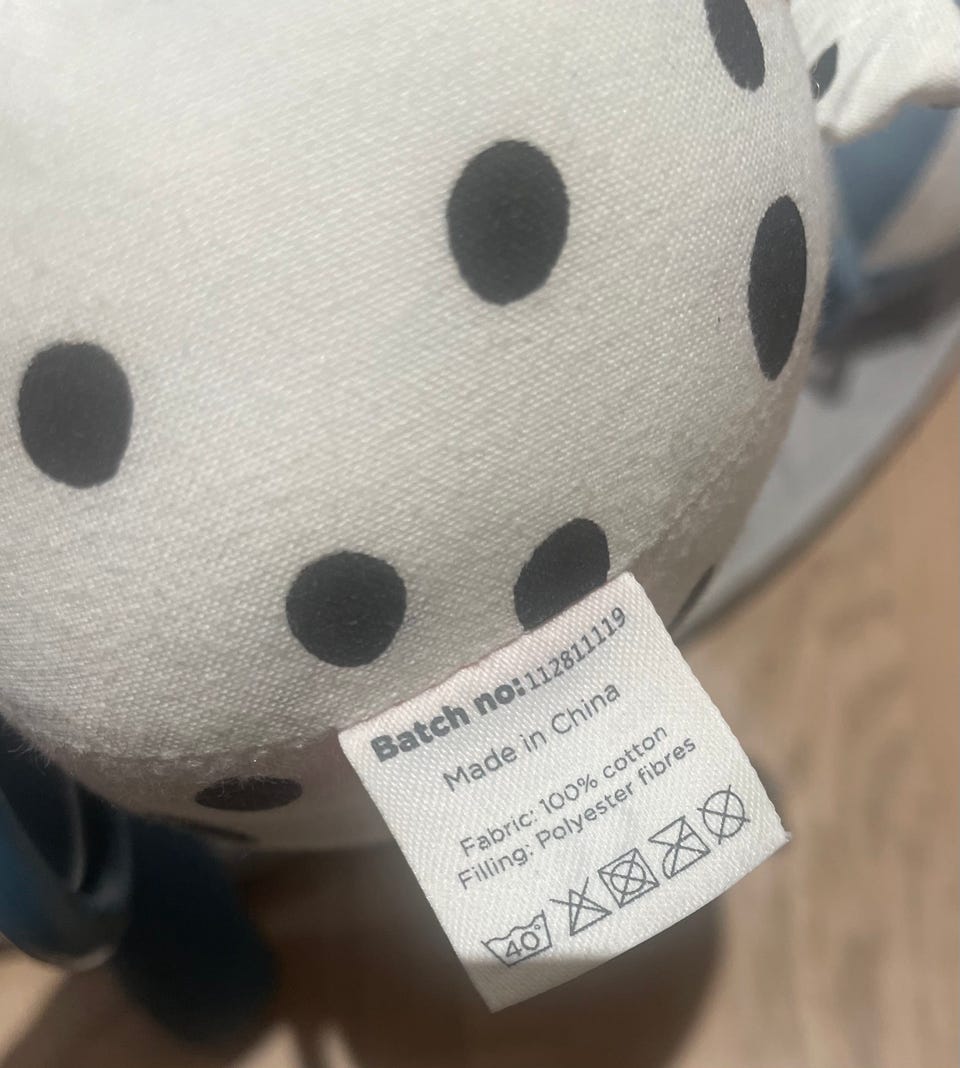 Batch no:112811119
Made in China
Fabric: 100% cotton
Filling: Polyester fibres
40°